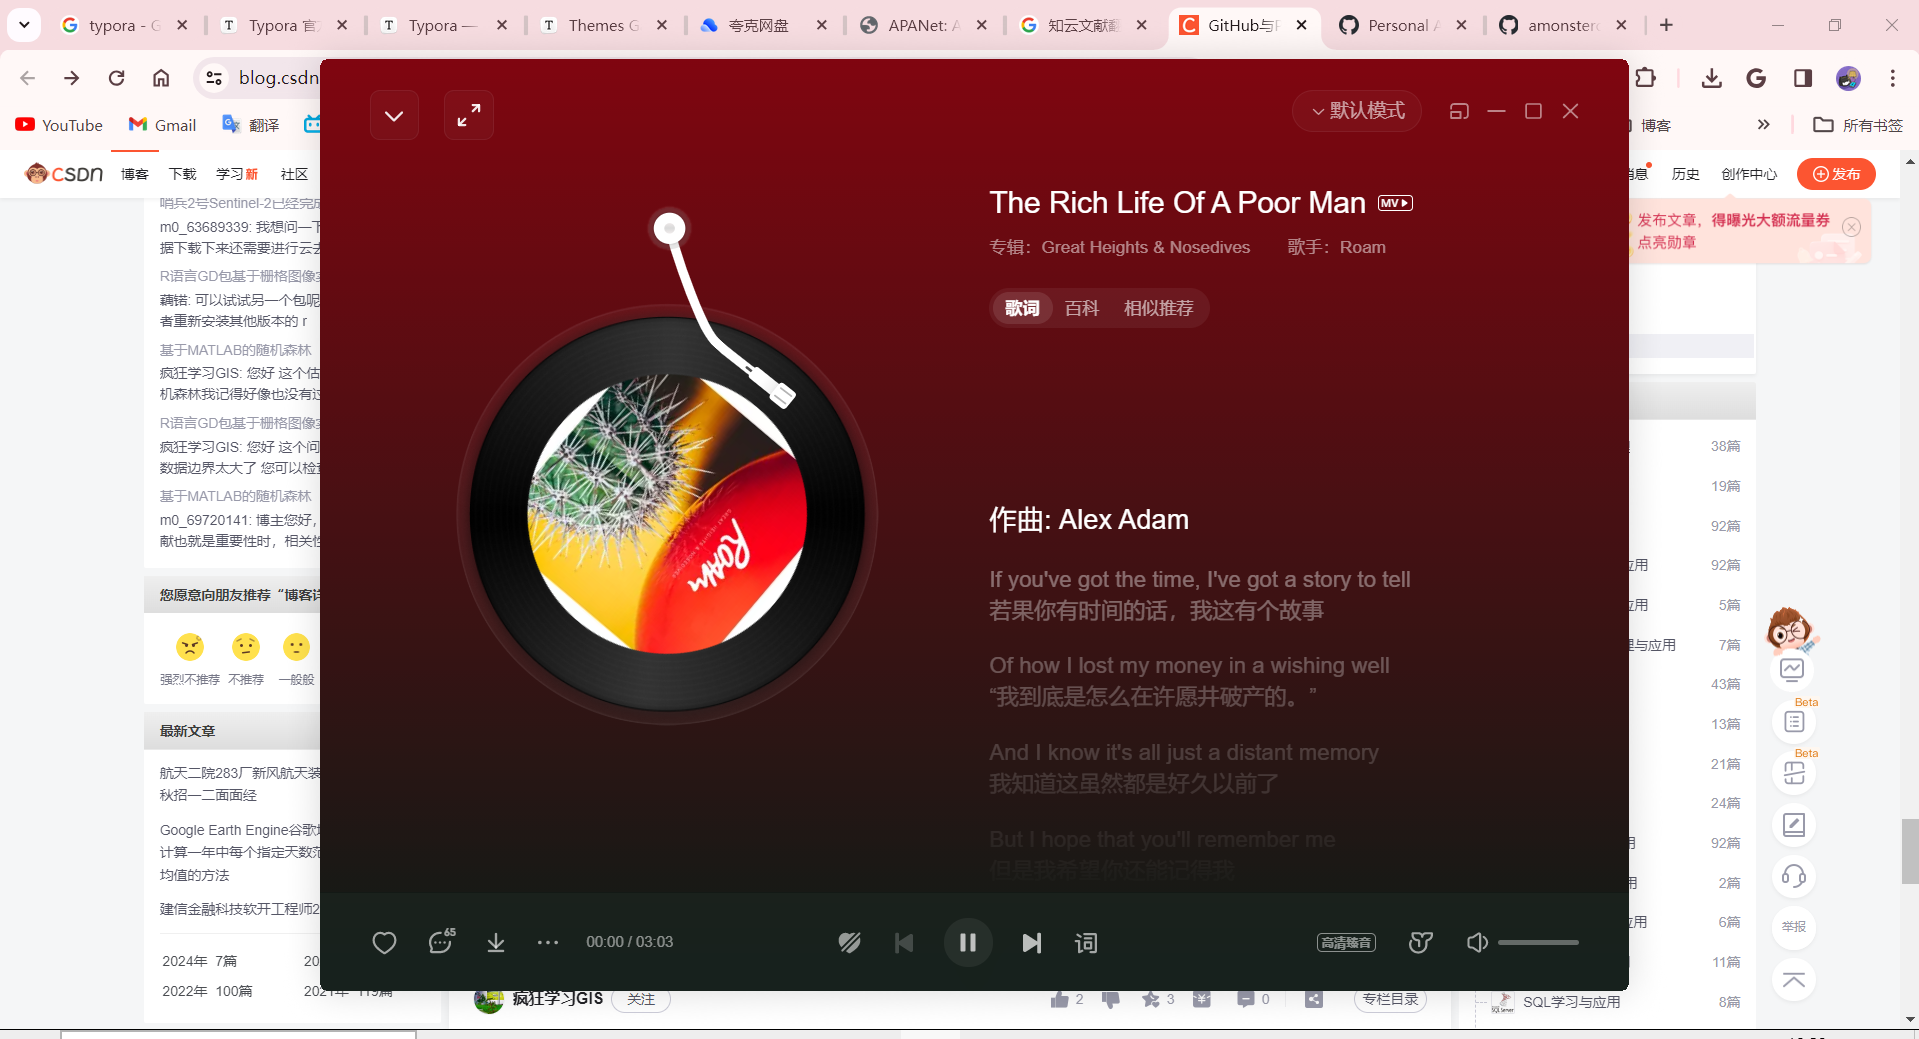 typora - G
Typora 官
Typora —
Themes G
夸克网盘
APANet: A
知云文献翻
GitHub与P
Personal A
amonster
blog.csdn
YouTube
Gmail
翻译
博客
所有书签
CSDN
博客
下载
学习新
社区
消息
历史
创作中心
发布
发布文章，得曝光大额流量券
点亮勋章
哨兵2号Sentinel-2已经完成
m0_63689339: 我想问一下
据下载下来还需要进行云去
R语言GD包基于栅格图像实
藕锘: 可以试试另一个包呢
者重新安装其他版本的 r
基于MATLAB的随机森林
疯狂学习GIS: 您好 这个估
机森林我记得好像也没有过
R语言GD包基于栅格图像实
疯狂学习GIS: 您好 这个问
数据边界太大了 您可以检查
基于MATLAB的随机森林
m0_69720141: 博主您好，
献也就是重要性时，相关性
您愿意向朋友推荐“博客详
强烈不推荐
不推荐
一般般
最新文章
航天二院283厂新风航天装
秋招一二面面经
Google Earth Engine谷歌地
计算一年中每个指定天数范
均值的方法
建信金融科技软开工程师2
2024年 7篇
20
2022年 100篇
2021年 119篇
默认模式
The Rich Life Of A Poor Man
MV
专辑：Great Heights & Nosedives
歌手：Roam
歌词
百科
相似推荐
GREAT HEIGHTS & NOSEDIVES
ROAM
作曲: Alex Adam
If you've got the time, I've got a story to tell
若果你有时间的话，我这有个故事
Of how I lost my money in a wishing well
“我到底是怎么在许愿井破产的。”
And I know it's all just a distant memory
我知道这虽然都是好久以前了
But I hope that you'll remember me
但是我希望你还能记得我
65
00:00 / 03:03
词
高清臻音
38篇
19篇
92篇
应用
92篇
应用
5篇
理与应用
7篇
43篇
13篇
21篇
24篇
用
92篇
用
2篇
应用
6篇
11篇
SQL学习与应用
8篇
Beta
Beta
举报
疯狂学习GIS
关注
2
3
0
专栏目录
SQL Server